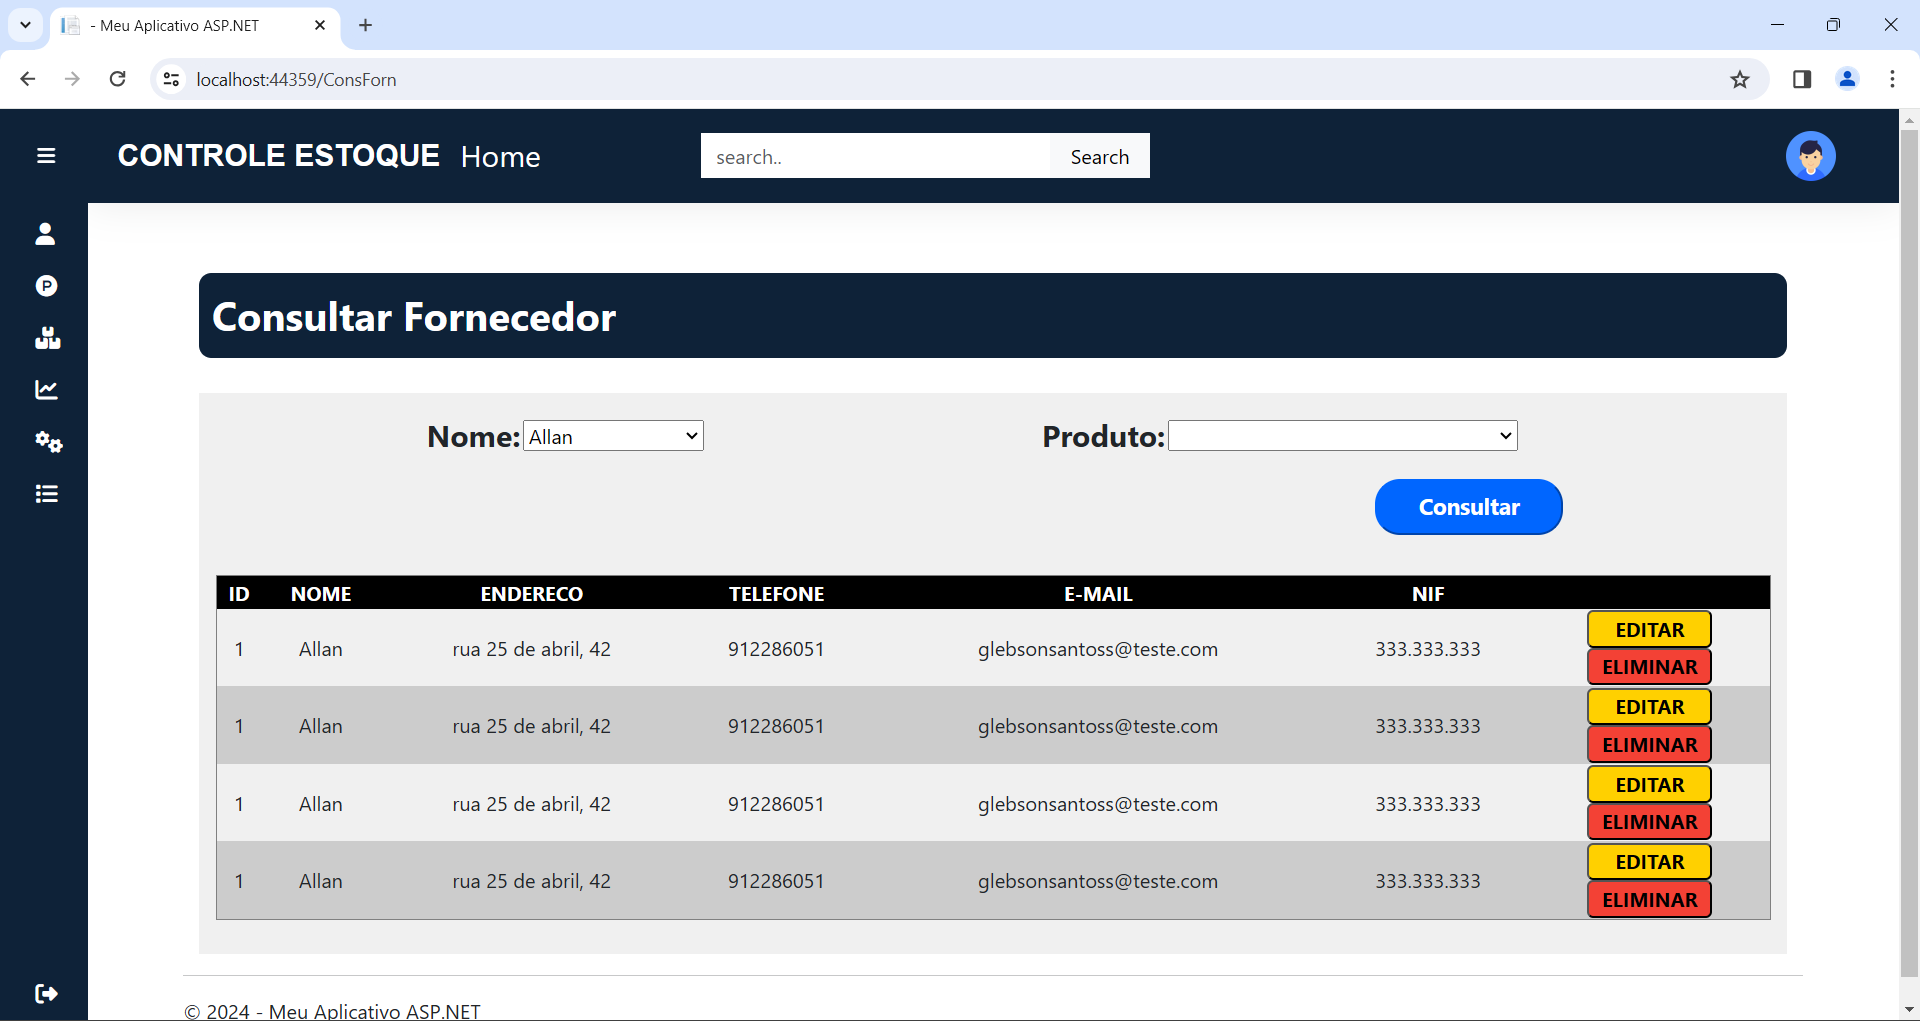 - Meu Aplicativo ASP.NET
localhost:44359/ConsForn
CONTROLE ESTOQUE Home search.. Search
P
Consultar Fornecedor
Nome: Allan Produto:
Consultar
ID NOME ENDERECO TELEFONE E-MAIL NIF
1 Allan rua 25 de abril, 42 912286051 glebsonsantoss@teste.com 333.333.333 EDITAR
ELIMINAR
1 Allan rua 25 de abril, 42 912286051 glebsonsantoss@teste.com 333.333.333 EDITAR
ELIMINAR
1 Allan rua 25 de abril, 42 912286051 glebsonsantoss@teste.com 333.333.333 EDITAR
ELIMINAR
1 Allan rua 25 de abril, 42 912286051 glebsonsantoss@teste.com 333.333.333 EDITAR
ELIMINAR
© 2024 - Meu Aplicativo ASP.NET